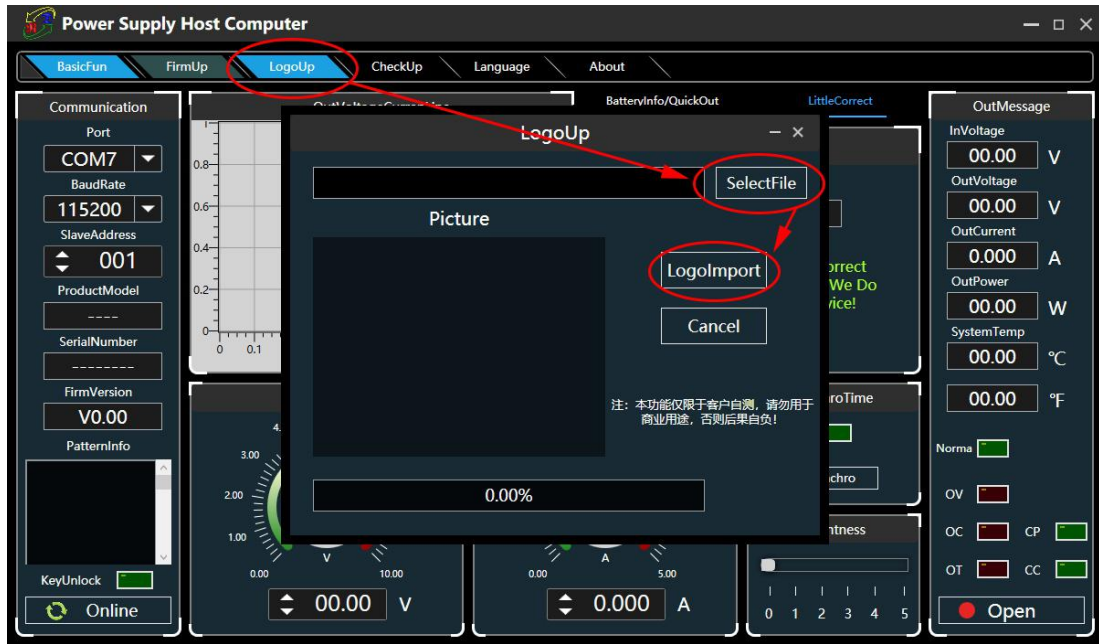 Power Supply Host Computer
BasicFun
FirmUp
LogoUp
CheckUp
Language
About
Communication
Port
COM7
BaudRate
115200
SlaveAddress
001
ProductModel
----
SerialNumber
--------
FirmVersion
V0.00
PatternInfo
KeyUnlock
Online
BatteryInfo/QuickOut
LittleCorrect
0.8
0.6
0.4
0.2
0
0 0.1
LogoUp
SelectFile
Picture
LogoImport
Cancel
注：本功能仅限于客户自测，请勿用于
商业用途，否则后果自负！
0.00%
We Do
3.00
2.00
1.00
0.00
V
10.00
00.00 V
0.00
A
5.00
0.000 A
0 1 2 3 4 5
OutMessage
InVoltage
00.00 V
OutVoltage
00.00 V
OutCurrent
0.000 A
OutPower
00.00 W
SystemTemp
00.00 ℃
00.00 ℉
Norma
OV
OC
CP
OT
CC
Open